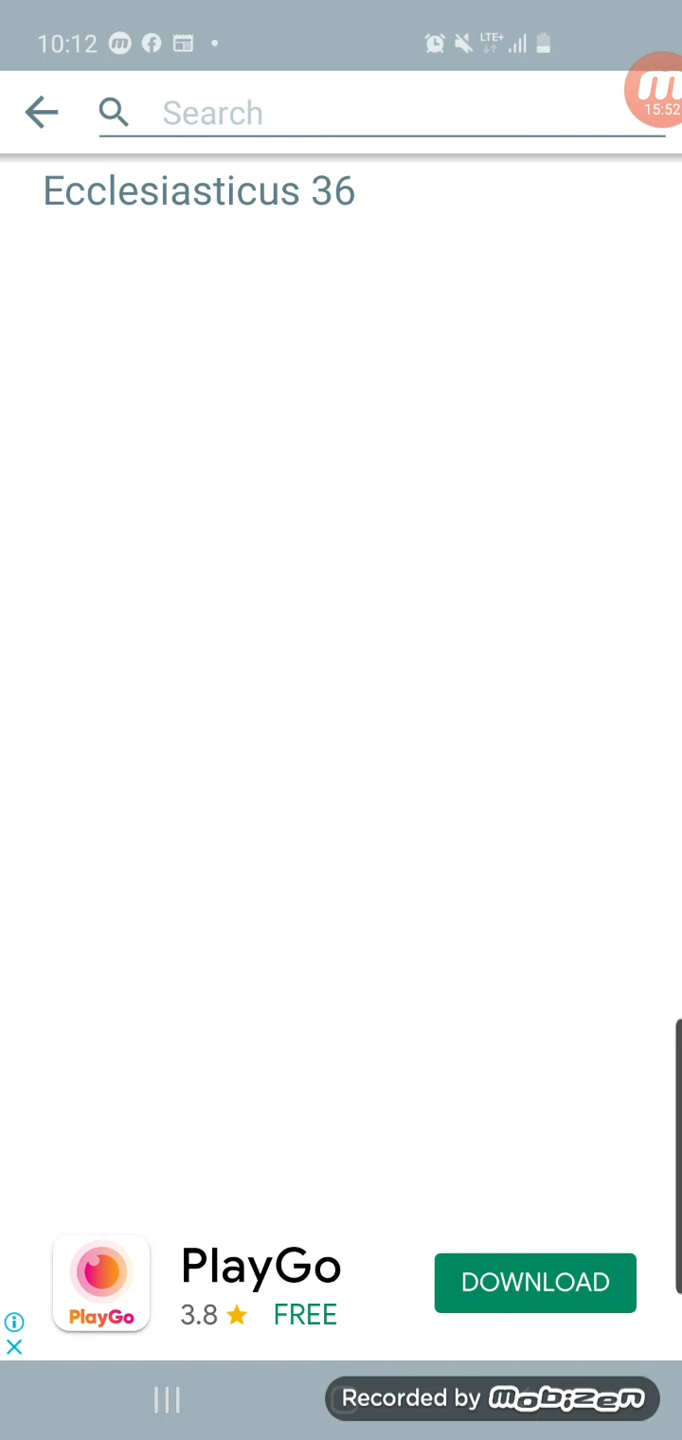 10:12
LTE+
Search
15:52
Ecclesiasticus 36
PlayGo
PlayGo
3.8 FREE
DOWNLOAD
Recorded by mobizen